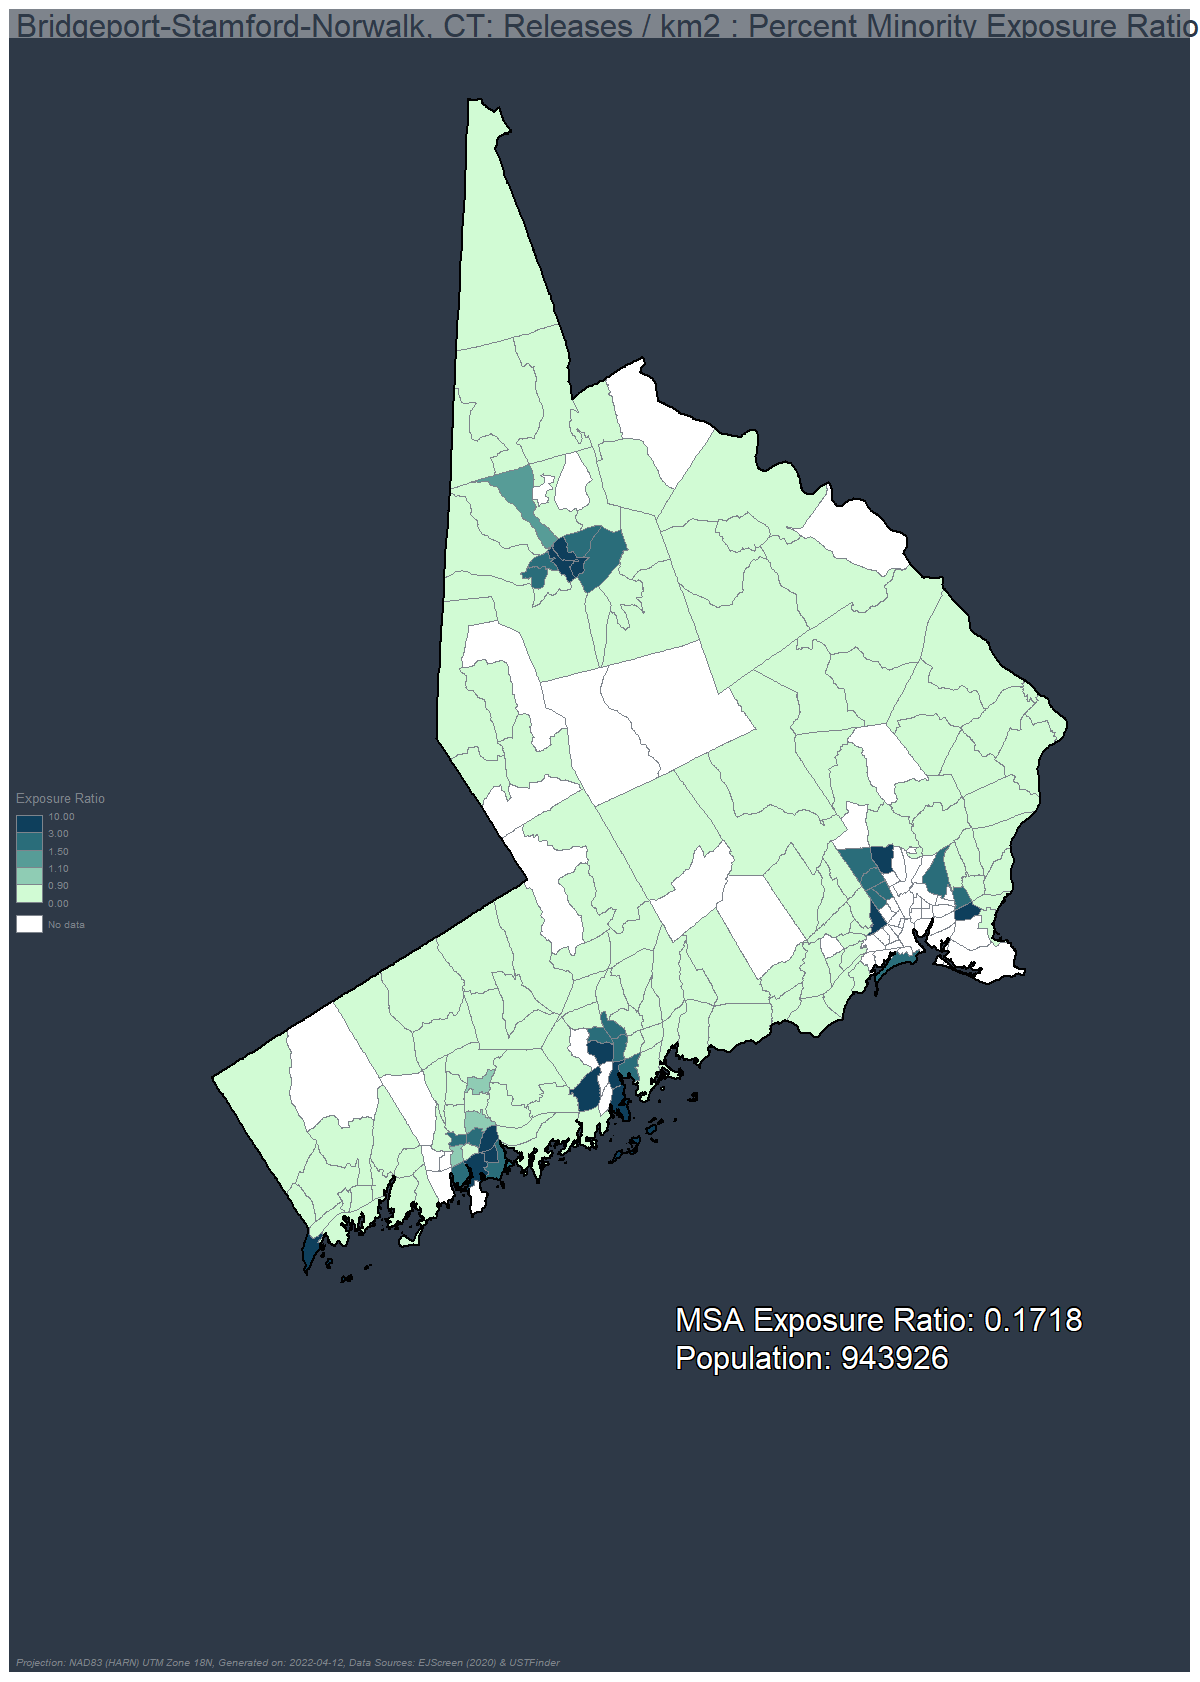 Bridgeport-Stamford-Norwalk, CT: Releases / km2 : Percent Minority Exposure Ratio
Exposure Ratio
10.00
3.00
1.50
1.10
0.90
0.00
No data
MSA Exposure Ratio: 0.1718
Population: 943926
Projection: NAD83 (HARN) UTM Zone 18N, Generated on: 2022-04-12, Data Sources: EJScreen (2020) & USTFinder